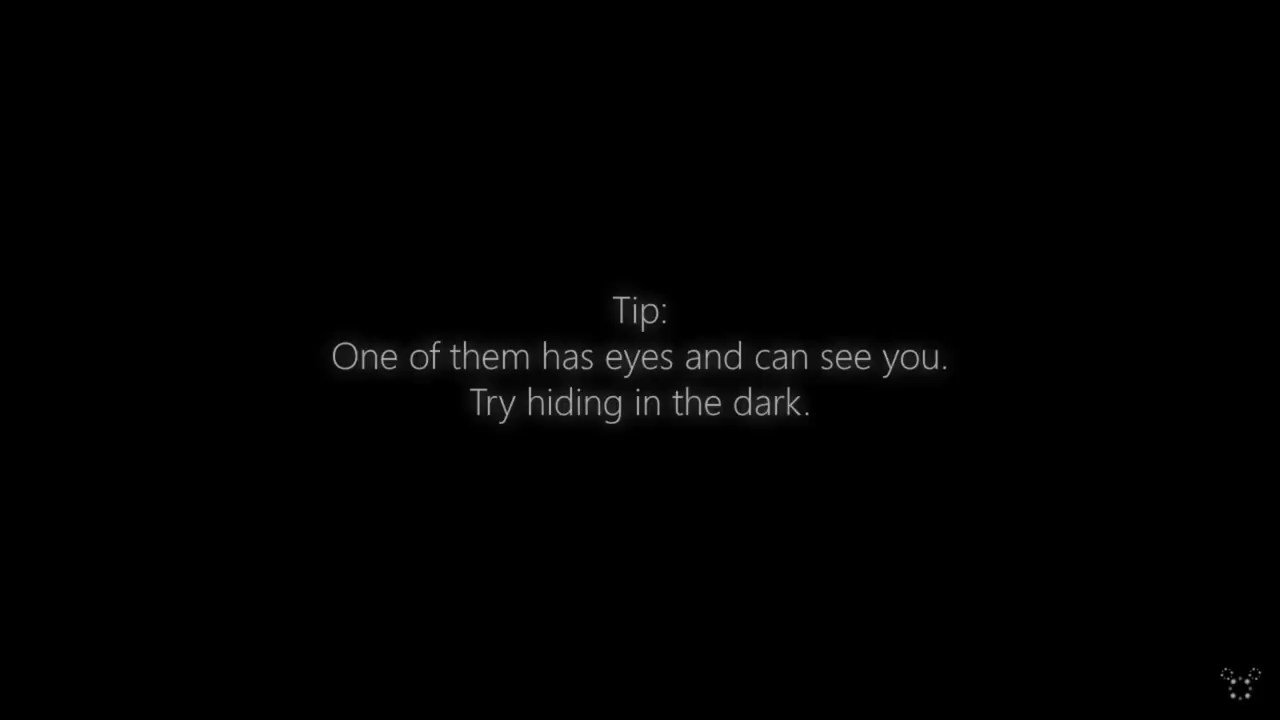 Tip:
One of them has eyes and can see you.
Try hiding in the dark.